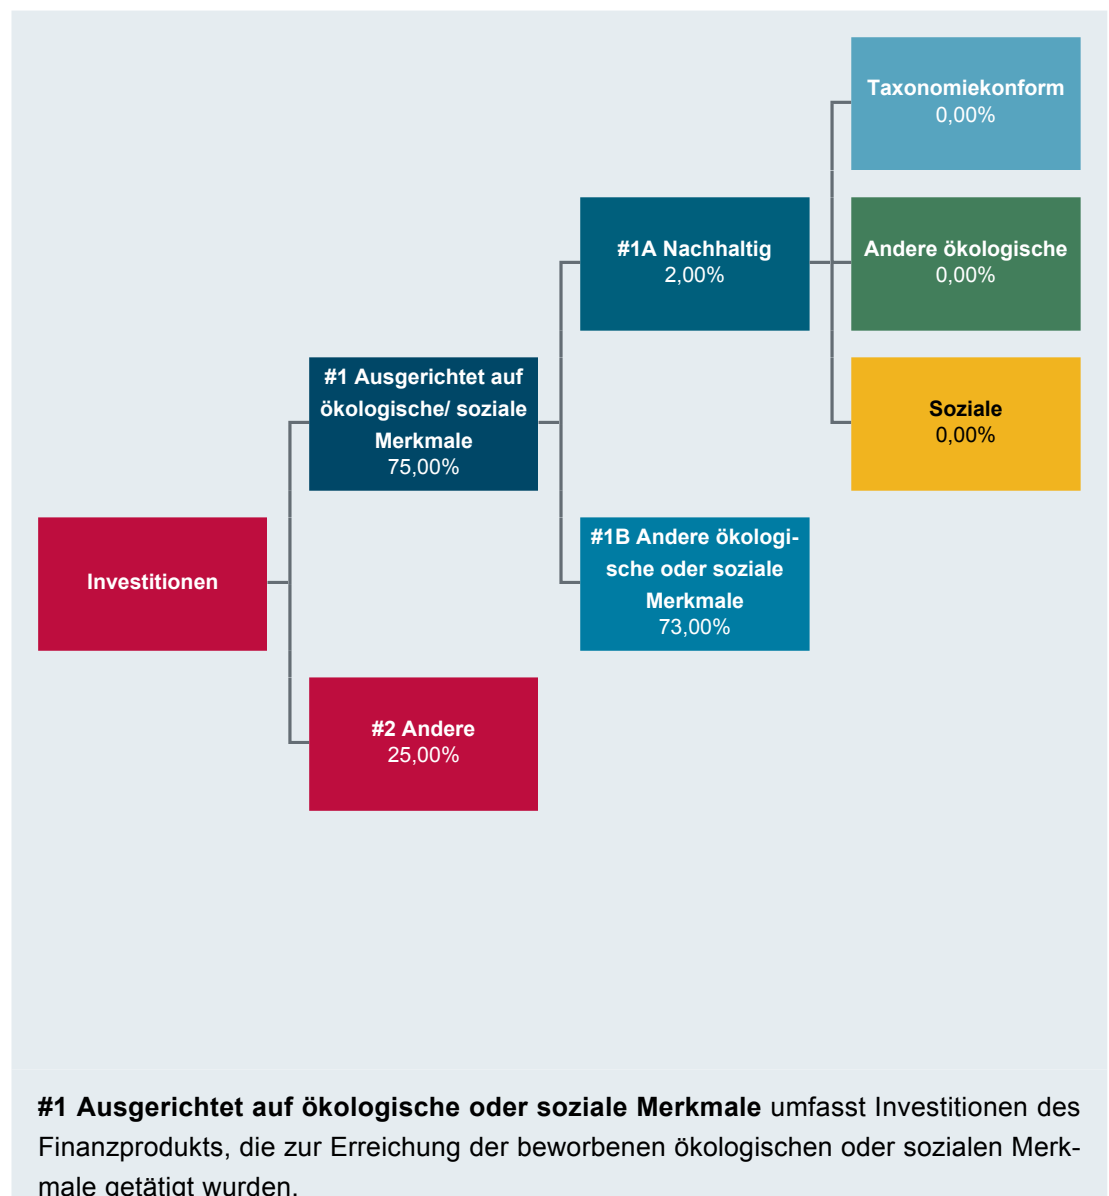 Taxonomiekonform
0,00%
#1A Nachhaltig
2,00%
Andere ökologische
0,00%
#1 Ausgerichtet auf
ökologische/ soziale
Merkmale
75,00%
Soziale
0,00%
Investitionen
#1B Andere ökologi-
sche oder soziale
Merkmale
73,00%
#2 Andere
25,00%
#1 Ausgerichtet auf ökologische oder soziale Merkmale umfasst Investitionen des
Finanzprodukts, die zur Erreichung der beworbenen ökologischen oder sozialen Merk-
male getätigt wurden.